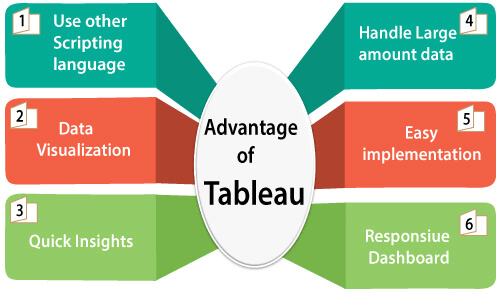 1
Use other
Scripting
language
2
Data
Visualization
3
Quick Insights
Advantage
of
Tableau
4
Handle Large
amount data
5
Easy
implementation
6
Responsiue
Dashboard